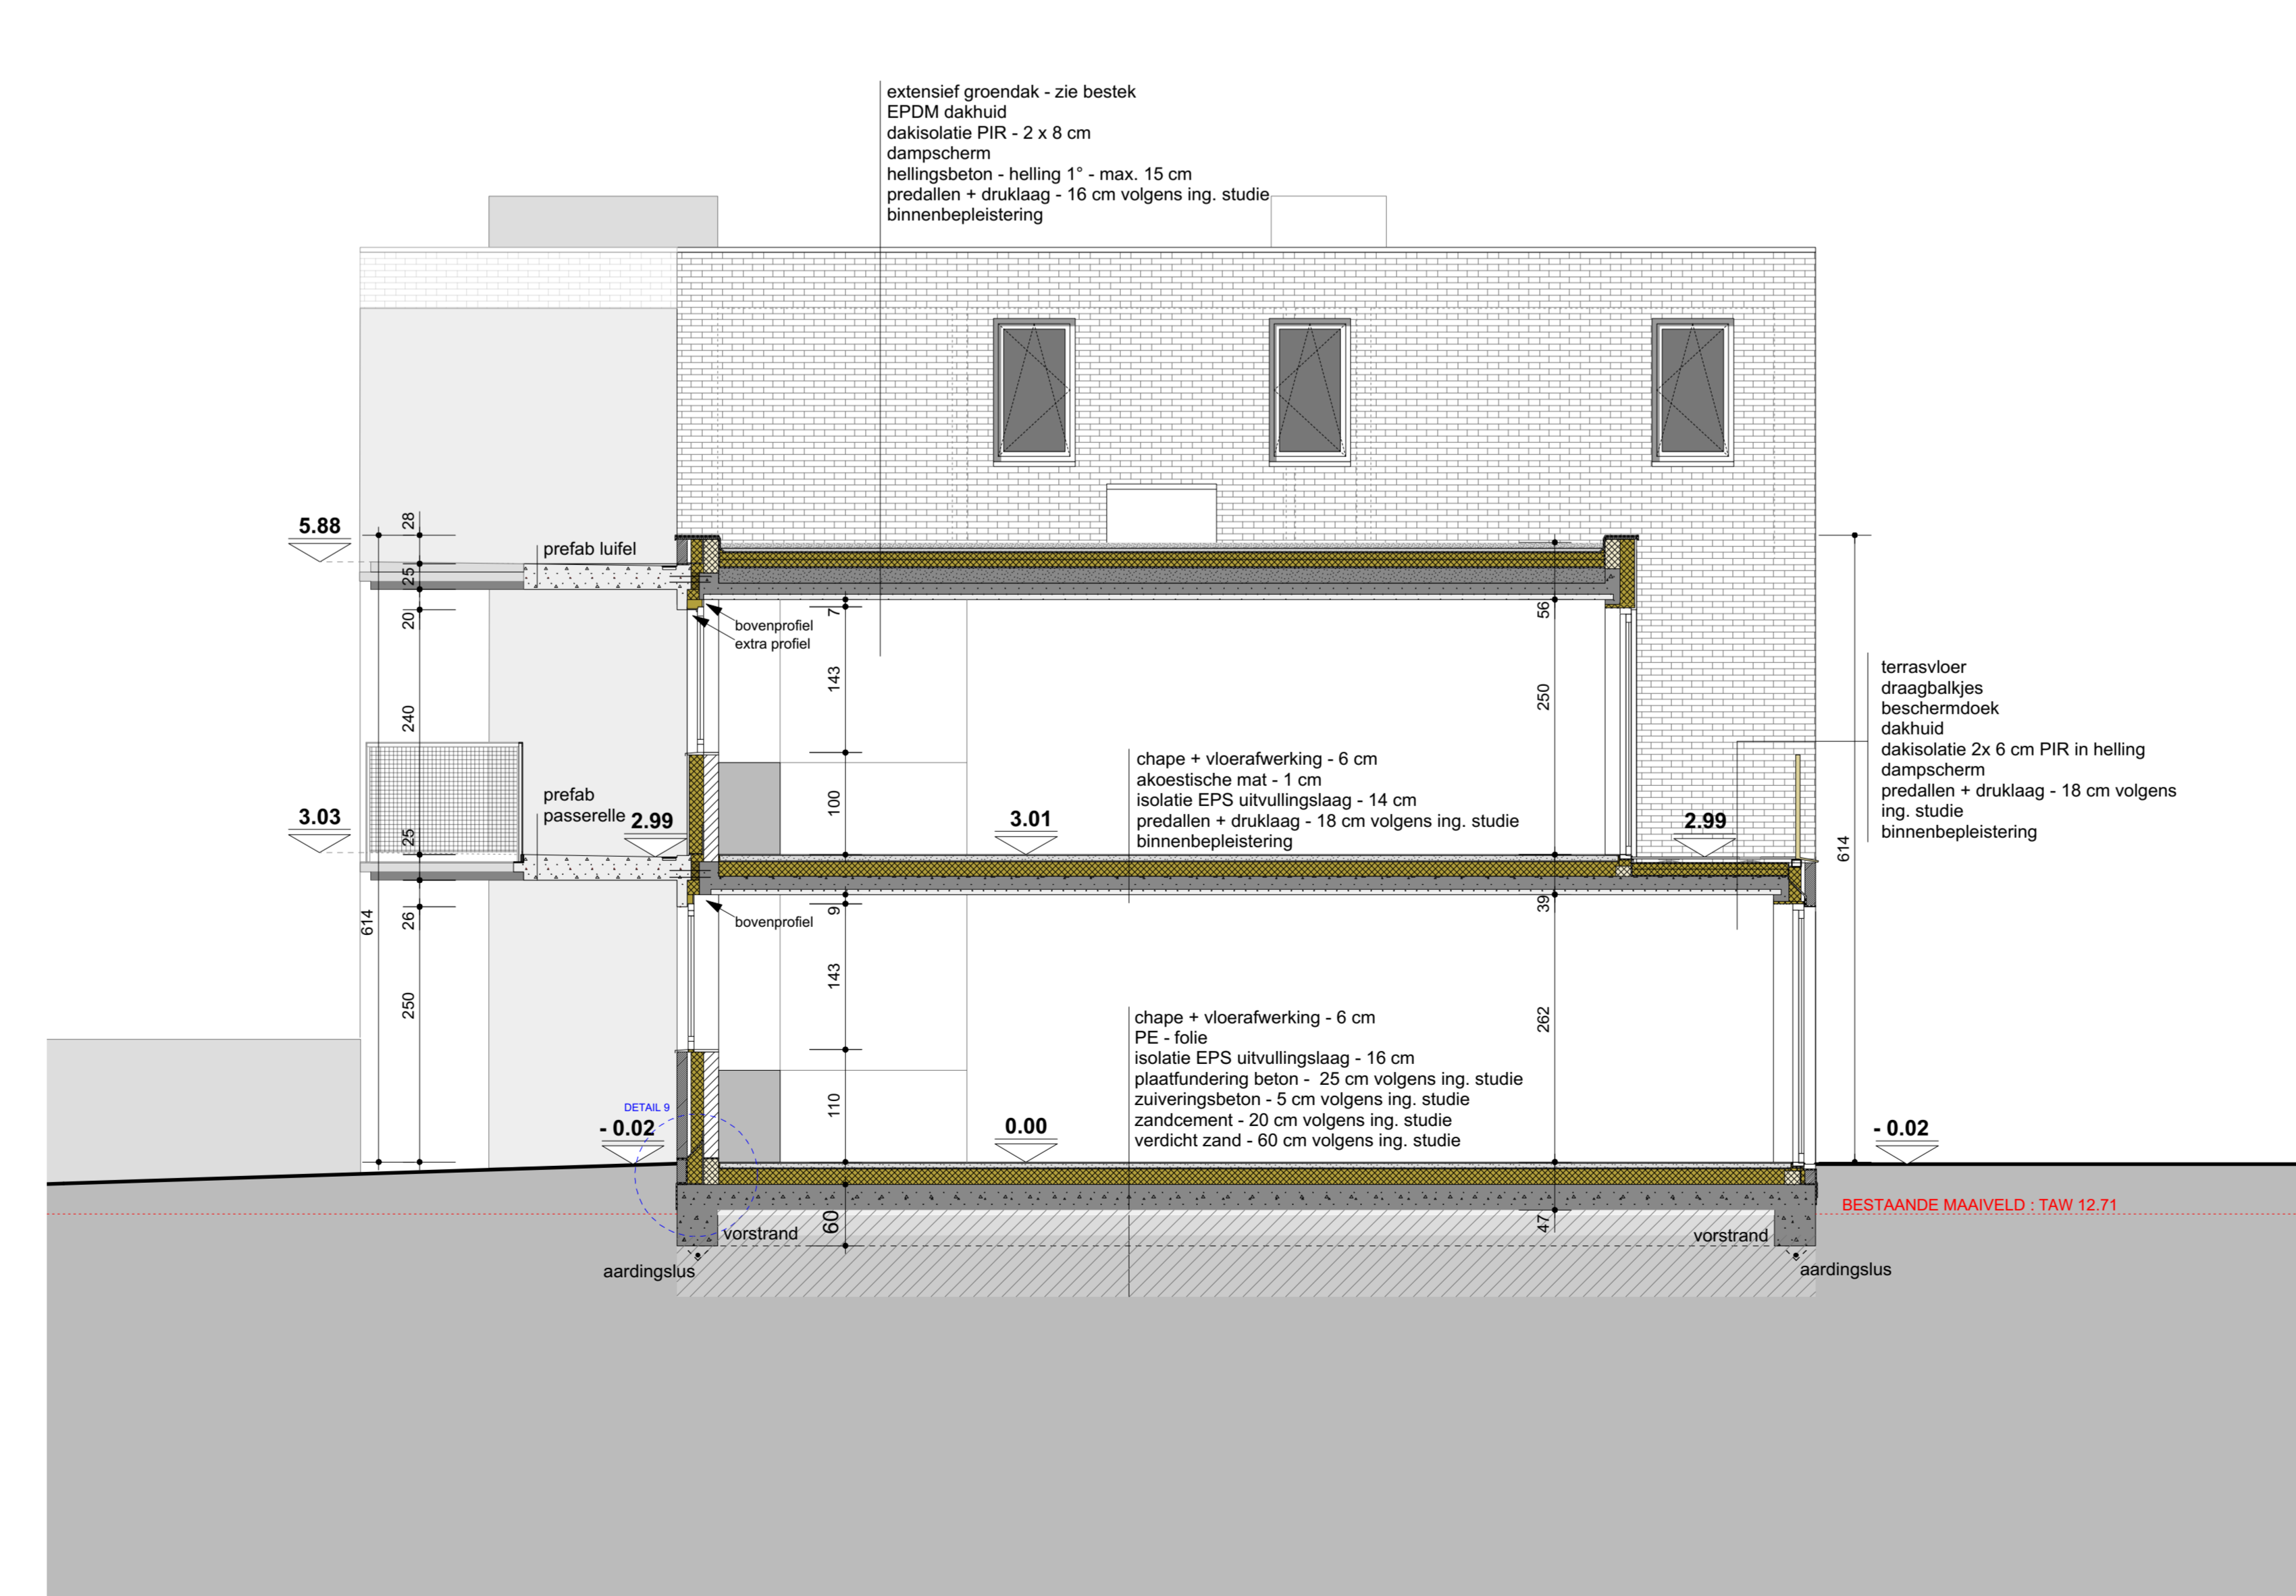 extensief groendak - zie bestek
EPDM dakhuid
dakisolatie PIR - 2 x 8 cm
dampscherm
hellingsbeton - helling 1° - max. 15 cm
predallen + druklaag - 16 cm volgens ing. studie
binnenbepleistering
5.88
28
prefab luifel
25
20
7
56
bovenprofiel
extra profiel
143
250
240
terrasvloer
draagbalkjes
beschermdoek
dakhuid
dakisolatie 2x 6 cm PIR in helling
dampscherm
predallen + druklaag - 18 cm volgens
ing. studie
binnenbepleistering
chape + vloerafwerking - 6 cm
akoestische mat - 1 cm
isolatie EPS uitvullingslaag - 14 cm
predallen + druklaag - 18 cm volgens ing. studie
binnenbepleistering
prefab
passerelle
100
3.03
2.99
3.01
2.99
25
614
614
26
9
39
bovenprofiel
143
250
262
chape + vloerafwerking - 6 cm
PE - folie
isolatie EPS uitvullingslaag - 16 cm
plaatfundering beton -  25 cm volgens ing. studie
zuiveringsbeton - 5 cm volgens ing. studie
zandcement - 20 cm volgens ing. studie
verdicht zand - 60 cm volgens ing. studie
110
DETAIL 9
- 0.02
0.00
- 0.02
BESTAANDE MAAIVELD : TAW 12.71
60
47
vorstrand
vorstrand
aardingslus
aardingslus